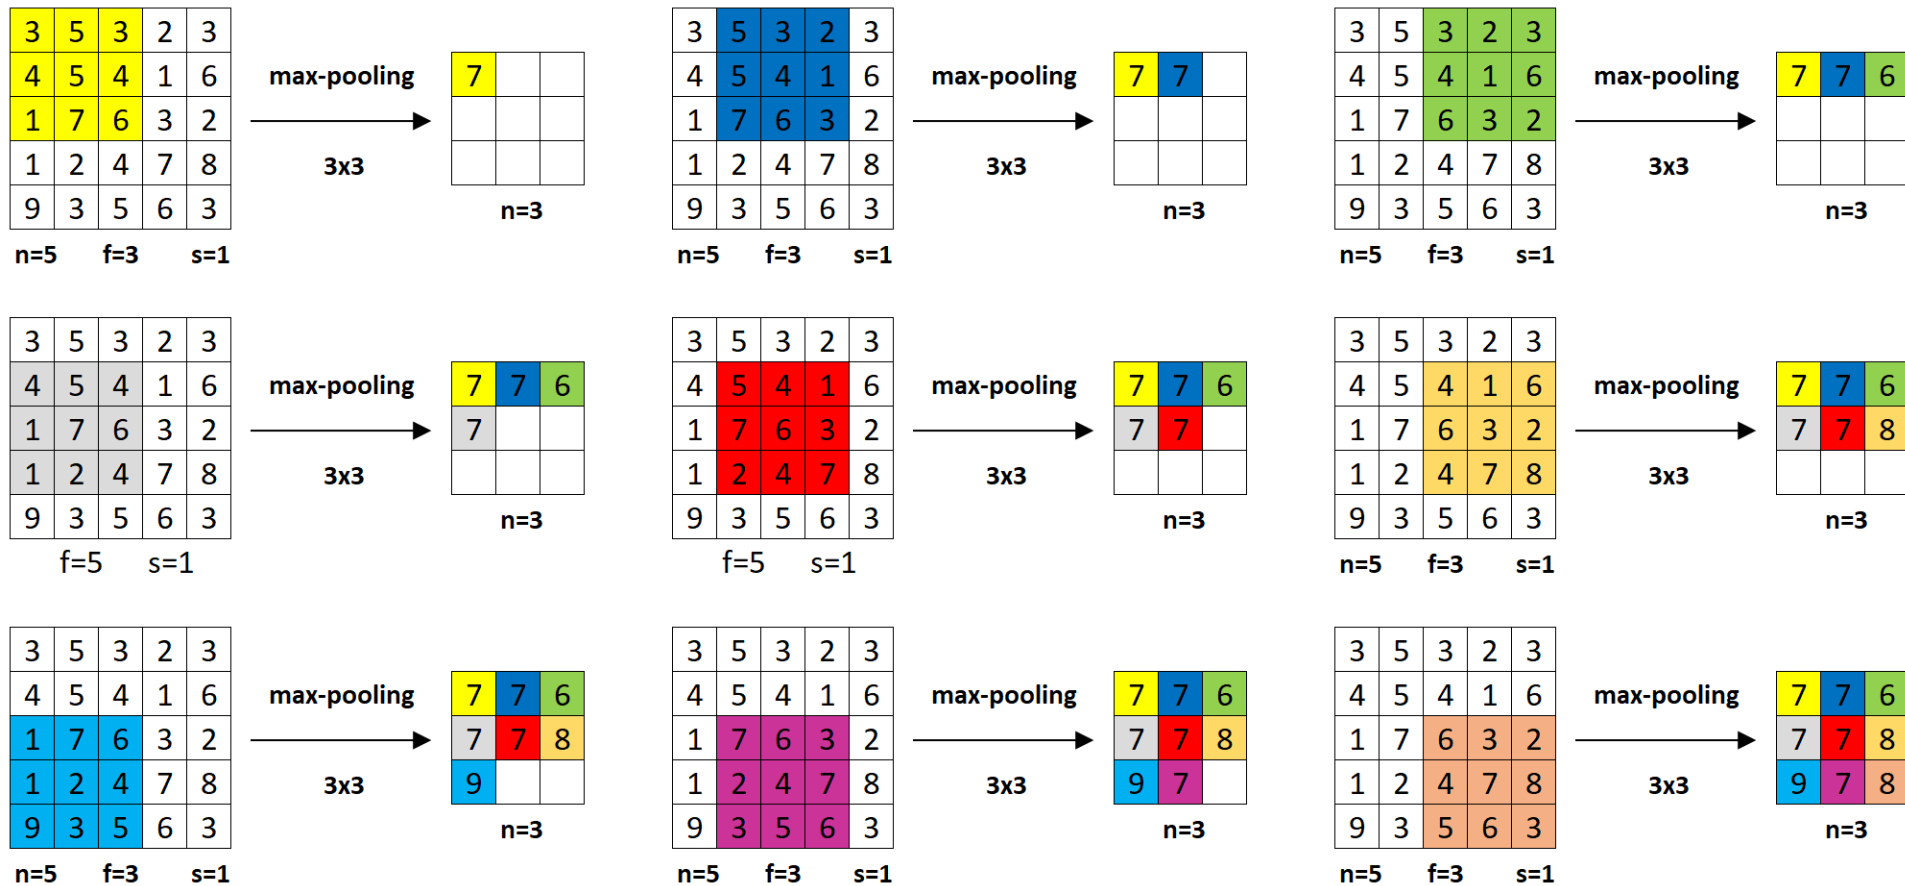 3 5 3 2 3 3 5 3 2 3 3 5 3 2 3
4 5 4 1 6 max-pooling 7 4 5 4 1 6 max-pooling 7 7 4 5 4 1 6 max-pooling 7 7 6
1 7 6 3 2 1 7 6 3 2 1 7 6 3 2
1 2 4 7 8 3x3 1 2 4 7 8 3x3 1 2 4 7 8 3x3
9 3 5 6 3 n=3 9 3 5 6 3 n=3 9 3 5 6 3 n=3
n=5 f=3 s=1 n=5 f=3 s=1 n=5 f=3 s=1
3 5 3 2 3 3 5 3 2 3 3 5 3 2 3
4 5 4 1 6 max-pooling 7 7 6 4 5 4 1 6 max-pooling 7 7 6 4 5 4 1 6 max-pooling 7 7 6
1 7 6 3 2 7 1 7 6 3 2 7 7 1 7 6 3 2 7 7 8
1 2 4 7 8 3x3 1 2 4 7 8 3x3 1 2 4 7 8 3x3
9 3 5 6 3 n=3 9 3 5 6 3 n=3 9 3 5 6 3 n=3
f=5 s=1 f=5 s=1 n=5 f=3 s=1
3 5 3 2 3 3 5 3 2 3 3 5 3 2 3
4 5 4 1 6 max-pooling 7 7 6 4 5 4 1 6 max-pooling 7 7 6 4 5 4 1 6 max-pooling 7 7 6
1 7 6 3 2 7 7 8 1 7 6 3 2 7 7 8 1 7 6 3 2 7 7 8
1 2 4 7 8 3x3 9 1 2 4 7 8 3x3 9 7 1 2 4 7 8 3x3 9 7 8
9 3 5 6 3 n=3 9 3 5 6 3 n=3 9 3 5 6 3 n=3
n=5 f=3 s=1 n=5 f=3 s=1 n=5 f=3 s=1